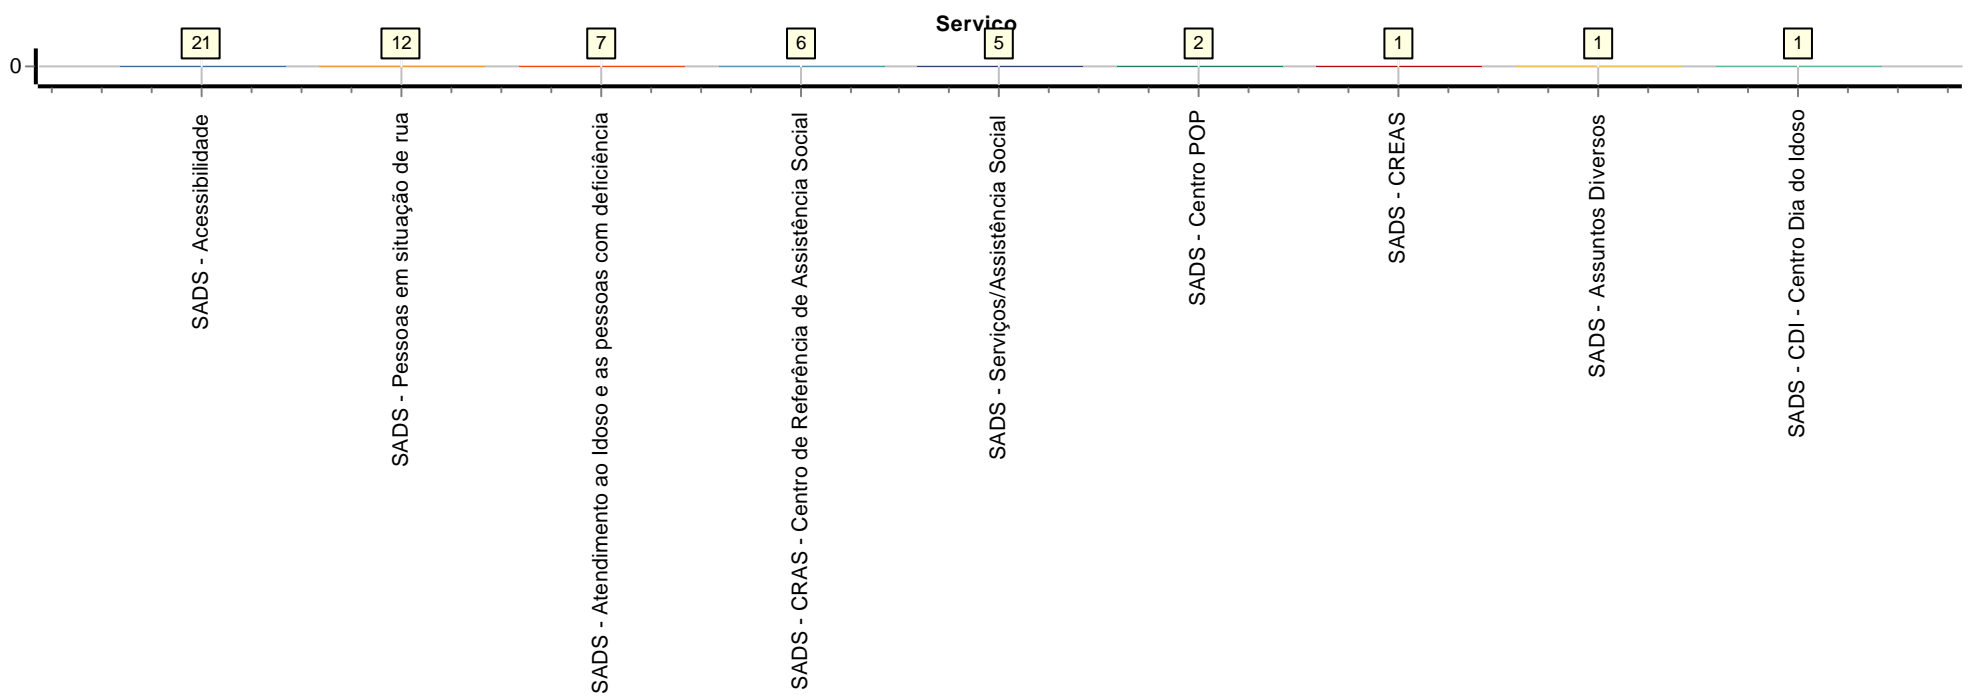 Serviço
21
12
7
6
5
2
1
1
1
0
SADS - Acessibilidade
SADS - Pessoas em situação de rua
SADS - Atendimento ao Idoso e as pessoas com deficiência
SADS - CRAS - Centro de Referência de Assistência Social
SADS - Serviços/Assistência Social
SADS - Centro POP
SADS - CREAS
SADS - Assuntos Diversos
SADS - CDI - Centro Dia do Idoso